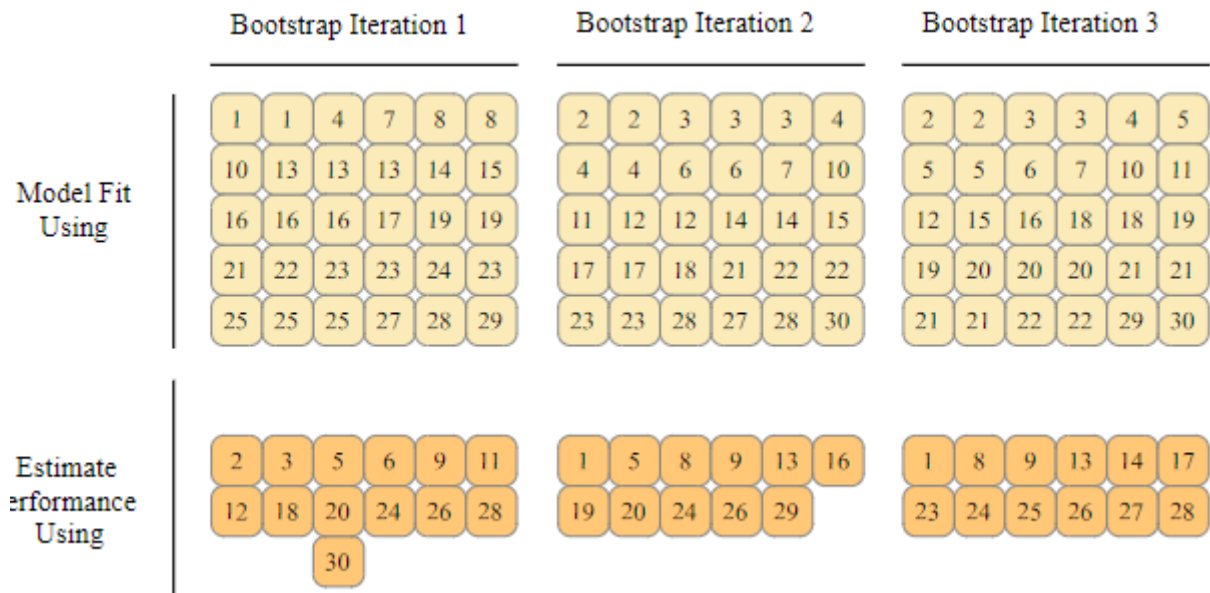 Bootstrap Iteration 1 Bootstrap Iteration 2 Bootstrap Iteration 3
1 1 4 7 8 8 2 2 3 3 3 4 2 2 3 3 4 5
Model Fit
Using
10 13 13 13 14 15 4 4 6 6 7 10 5 5 6 7 10 11
16 16 16 17 19 19 11 12 12 14 14 15 12 15 16 18 18 19
21 22 23 23 24 23 17 17 18 21 22 22 19 20 20 20 21 21
25 25 25 27 28 29 23 23 28 27 28 30 21 21 22 22 29 30
Estimate
erformance
Using
2 3 5 6 9 11 1 5 8 9 13 16 1 8 9 13 14 17
12 18 20 24 26 28 19 20 24 26 29 23 24 25 26 27 28
30